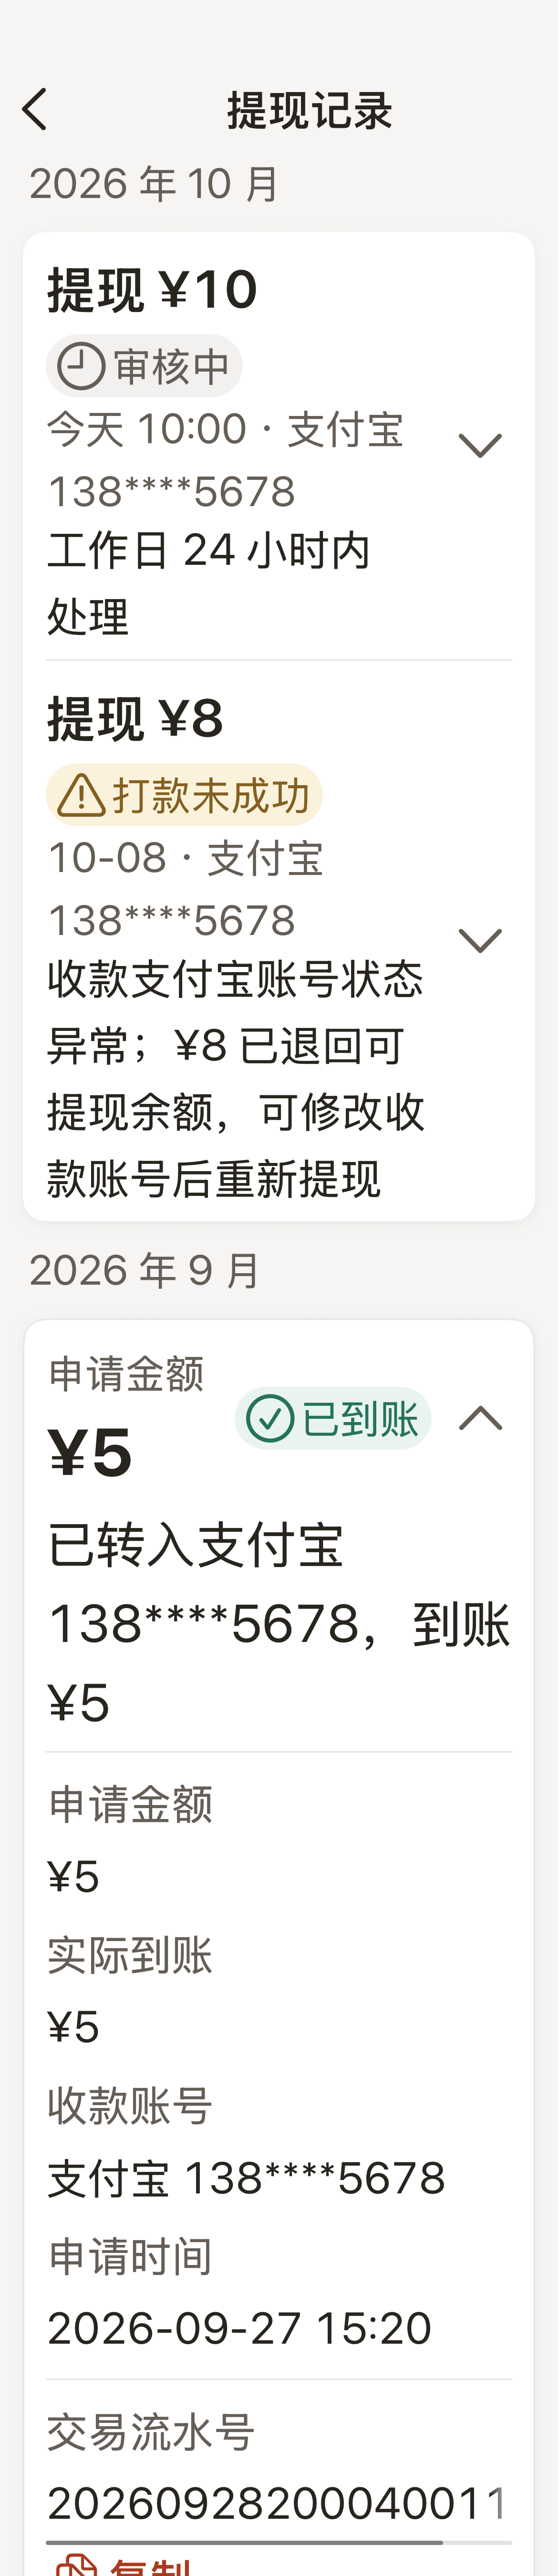 提现记录
2026 年 10 月
提现 ¥10
审核中
今天 10:00 · 支付宝
138****5678
工作日 24 小时内
处理
提现 ¥8
打款未成功
10-08 · 支付宝
138****5678
收款支付宝账号状态
异常；¥8 已退回可
提现余额，可修改收
款账号后重新提现
2026 年 9 月
申请金额
¥5
已到账
已转入支付宝
138****5678，到账
¥5
申请金额
¥5
实际到账
¥5
收款账号
支付宝 138****5678
申请时间
2026-09-27 15:20
交易流水号
20260928200040011
复制